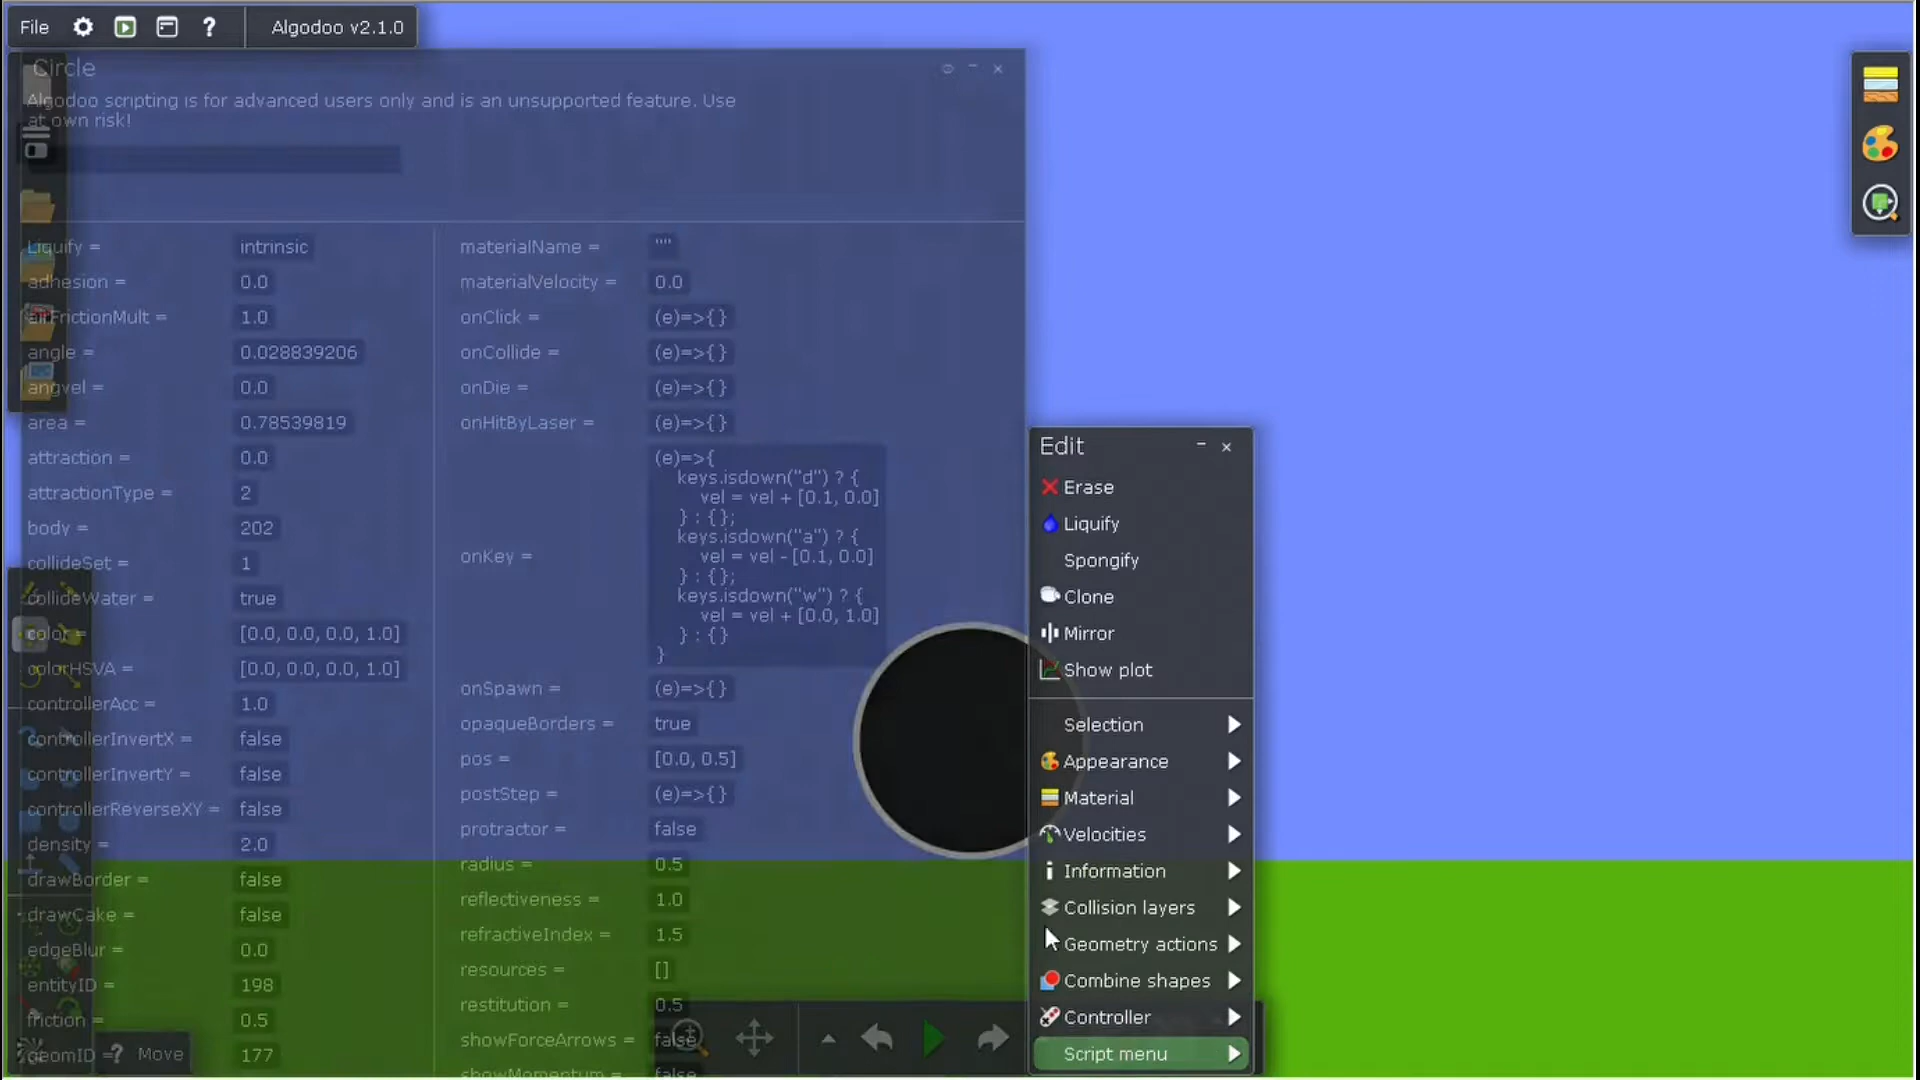 File
Algodoo v2.1.0
Circle
Algodoo scripting is for advanced users only and is an unsupported feature. Use
at own risk!
Liquify = intrinsic
adhesion = 0.0
airFrictionMult = 1.0
angle = 0.028839206
angvel = 0.0
area = 0.78539819
attraction = 0.0
attractionType = 2
body = 202
collideSet = 1
collideWater = true
color = [0.0, 0.0, 0.0, 1.0]
colorHSVA = [0.0, 0.0, 0.0, 1.0]
controllerAcc = 1.0
controllerInvertX = false
controllerInvertY = false
controllerReverseXY = false
density = 2.0
drawBorder = false
drawCake = false
edgeBlur = 0.0
entityID = 198
friction = 0.5
geomID = 177
? Move
materialName = ""
materialVelocity = 0.0
onClick = (e)=>{}
onCollide = (e)=>{}
onDie = (e)=>{}
onHitByLaser = (e)=>{}
onKey =
(e)=>{
keys.isdown("d") ? {
vel = vel + [0.1, 0.0]
} : {};
keys.isdown("a") ? {
vel = vel - [0.1, 0.0]
} : {};
keys.isdown("w") ? {
vel = vel + [0.0, 1.0]
} : {}
}
onSpawn = (e)=>{}
opaqueBorders = true
pos = [0.0, 0.5]
postStep = (e)=>{}
protractor = false
radius = 0.5
reflectiveness = 1.0
refractiveIndex = 1.5
resources = []
restitution = 0.5
showForceArrows = false
showMomentum = false
Edit
Erase
Liquify
Spongify
Clone
Mirror
Show plot
Selection
Appearance
Material
Velocities
Information
Collision layers
Geometry actions
Combine shapes
Controller
Script menu